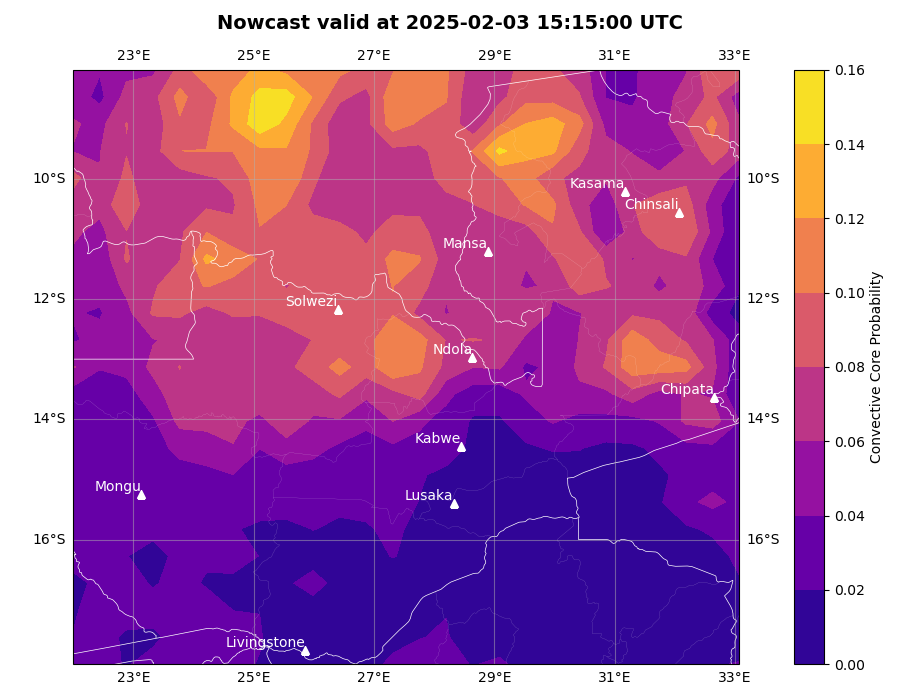 Nowcast valid at 2025-02-03 15:15:00 UTC
23°E 25°E 27°E 29°E 31°E 33°E
0.16
0.14
0.12
0.10
0.08
0.06
0.04
0.02
0.00
Convective Core Probability
10°S 10°S
12°S 12°S
14°S 14°S
16°S 16°S
Kasama
Chinsali
Mansa
Solwezi
Ndola
Chipata
Kabwe
Mongu
Lusaka
Livingstone
23°E 25°E 27°E 29°E 31°E 33°E